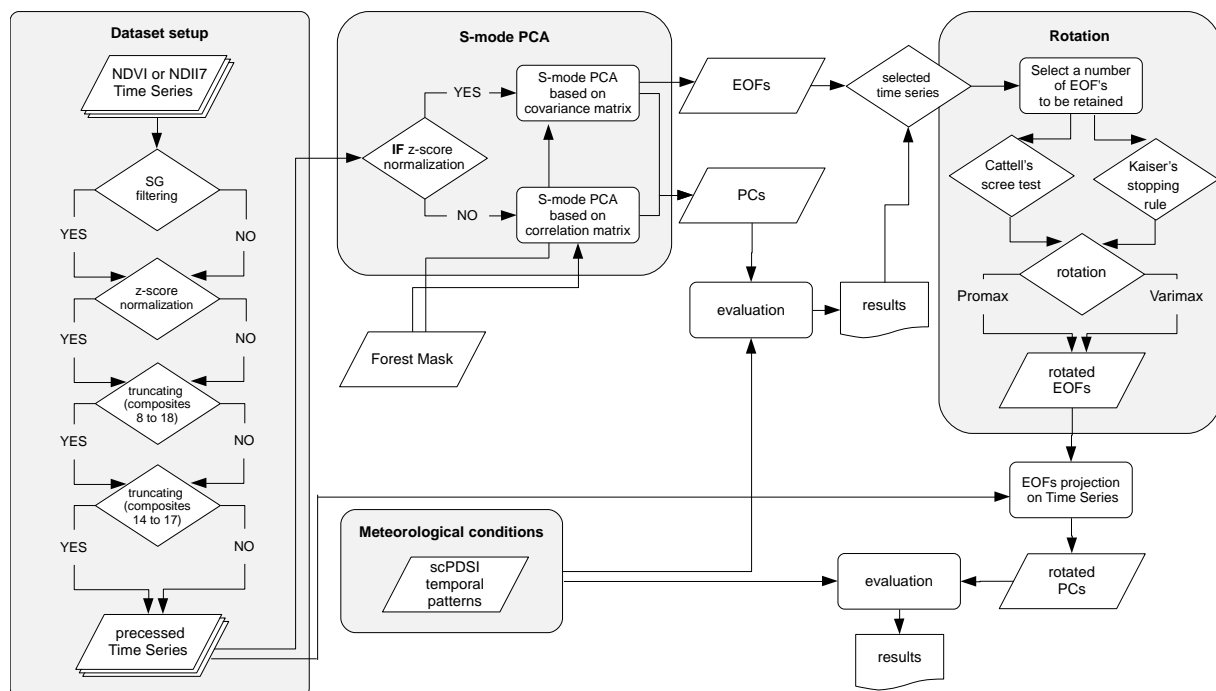 Dataset setup
NDVI or NDII7
Time Series
SG
filtering
YES
NO
z-score
normalization
YES
NO
truncating
(composites
8 to 18)
YES
NO
truncating
(composites
14 to 17)
YES
NO
precessed
Time Series
S-mode PCA
IF z-score
normalization
YES
NO
S-mode PCA
based on
covariance matrix
S-mode PCA
based on
correlation matrix
Forest Mask
EOFs
PCs
evaluation
results
selected
time series
Rotation
Select a number
of EOF's
to be retained
Cattell's
scree test
Kaiser's
stopping
rule
rotation
Promax
Varimax
rotated
EOFs
EOFs projection
on Time Series
rotated
PCs
Meteorological conditions
scPDSI
temporal
patterns
evaluation
results